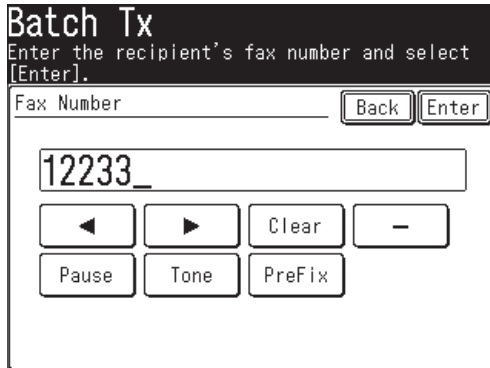 Batch Tx
Enter the recipient's fax number and select
[Enter].
Fax Number Back Enter
12233_
◀ ▶ Clear –
Pause Tone PreFix